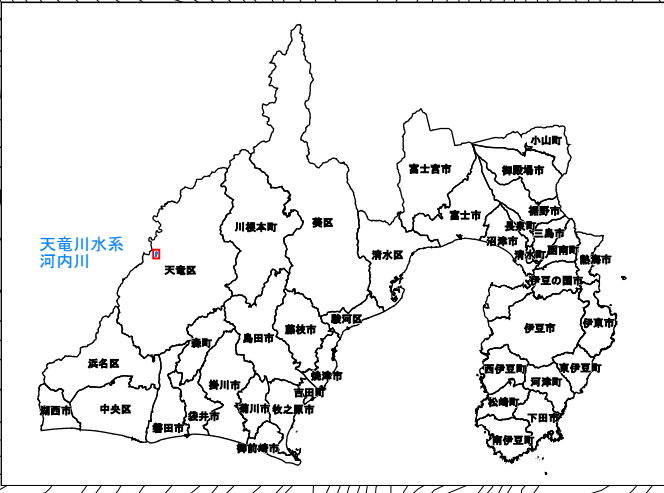 小山町
御殿場市
富士宮市
裾野市
富士市
長泉町
川根本町
葵区
三島市
沼津市
天竜川水系
河内川
函南町
清水区
清水町
熱海市
天竜区
伊豆の国市
駿河区
伊東市
伊豆市
藤枝市
島田市
森町
浜名区
西伊豆町
東伊豆町
焼津市
河津町
掛川市
吉田町
松崎町
湖西市
中央区
菊川市
牧之原市
袋井市
下田市
磐田市
南伊豆町
御前崎市